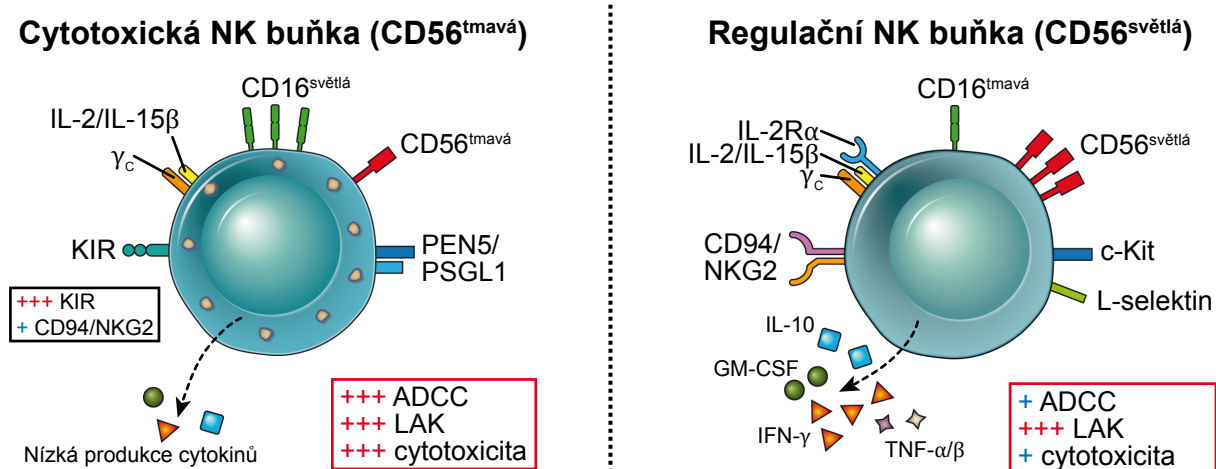 Cytotoxická NK buňka (CD56tmavá)
CD16světlá
IL-2/IL-15β
γc
CD56tmavá
KIR
PEN5/
PSGL1
+++ KIR
+ CD94/NKG2
Nízká produkce cytokinů
+++ ADCC
+++ LAK
+++ cytotoxicita
Regulační NK buňka (CD56světlá)
CD16tmavá
IL-2Rα
IL-2/IL-15β
γc
CD56světlá
CD94/
NKG2
c-Kit
L-selektin
IL-10
GM-CSF
IFN-γ
TNF-α/β
+ ADCC
+++ LAK
+ cytotoxicita